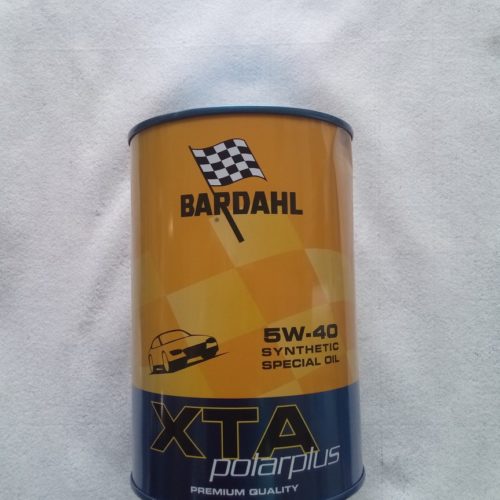 BARDAHL
5W-40
SYNTHETIC
SPECIAL OIL
XTA
polarplus
PREMIUM QUALITY